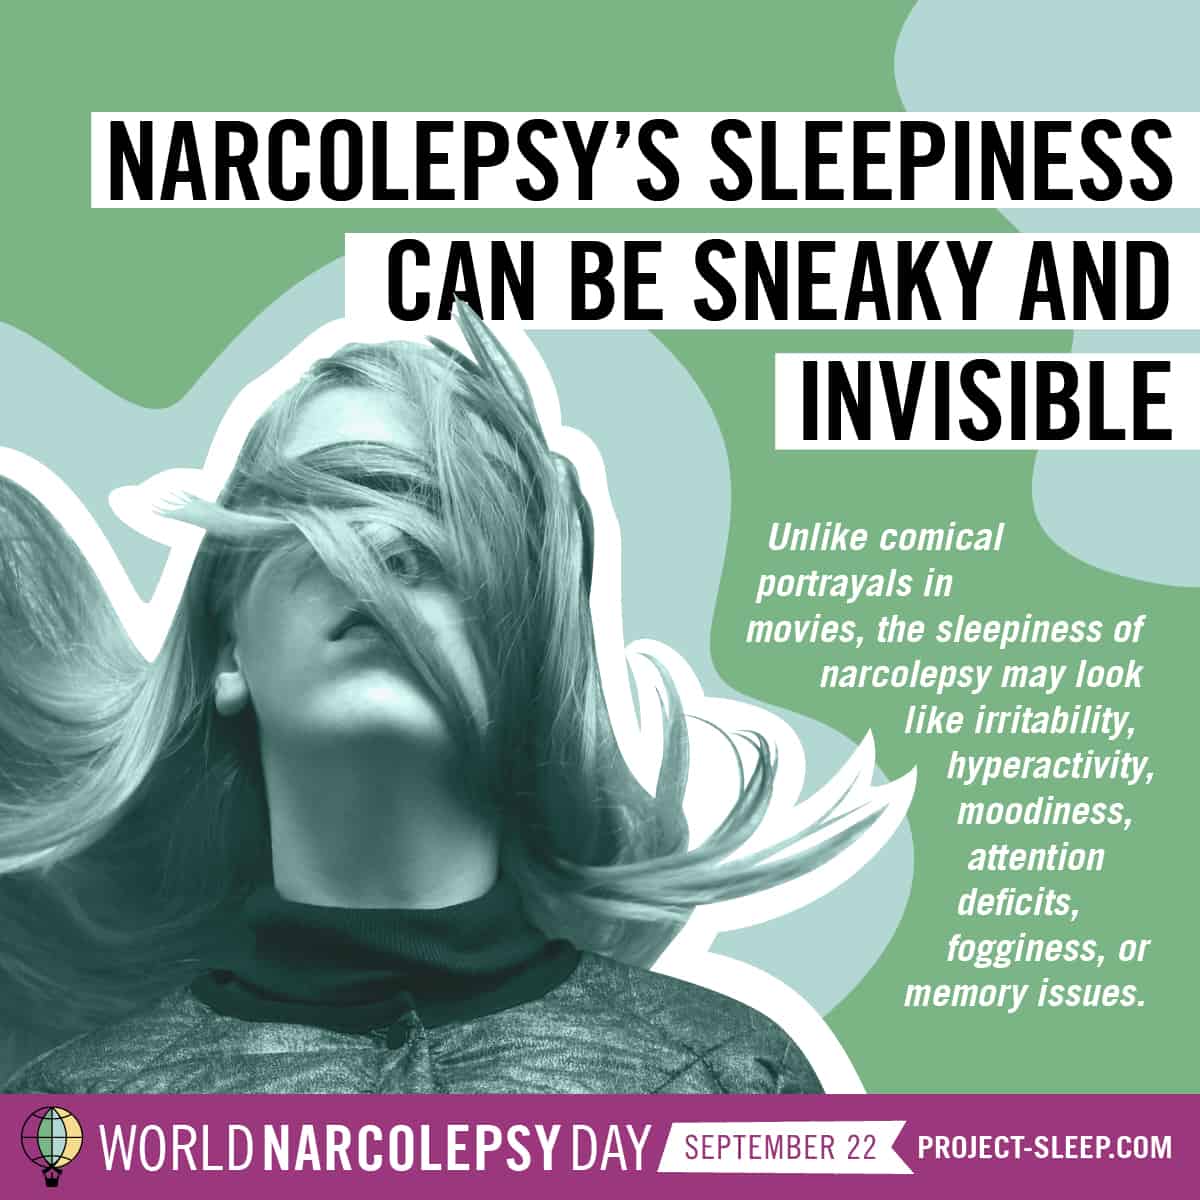 NARCOLEPSY’S SLEEPINESS
CAN BE SNEAKY AND
INVISIBLE
Unlike comical
portrayals in
movies, the sleepiness of
narcolepsy may look
like irritability,
hyperactivity,
moodiness,
attention
deficits,
fogginess, or
memory issues.
WORLD NARCOLEPSY DAY SEPTEMBER 22 PROJECT-SLEEP.COM